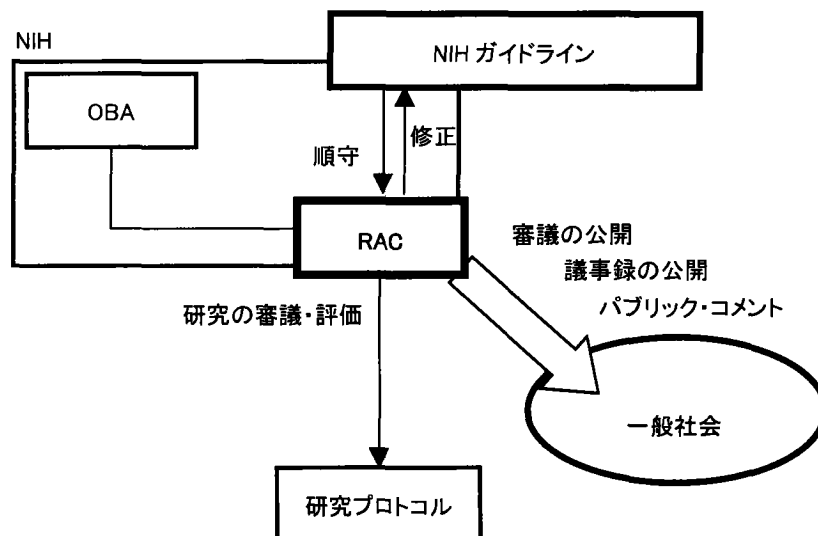 NIH
NIH ガイドライン
OBA
順守
修正
RAC
審議の公開
議事録の公開
パブリック・コメント
研究の審議・評価
一般社会
研究プロトコル